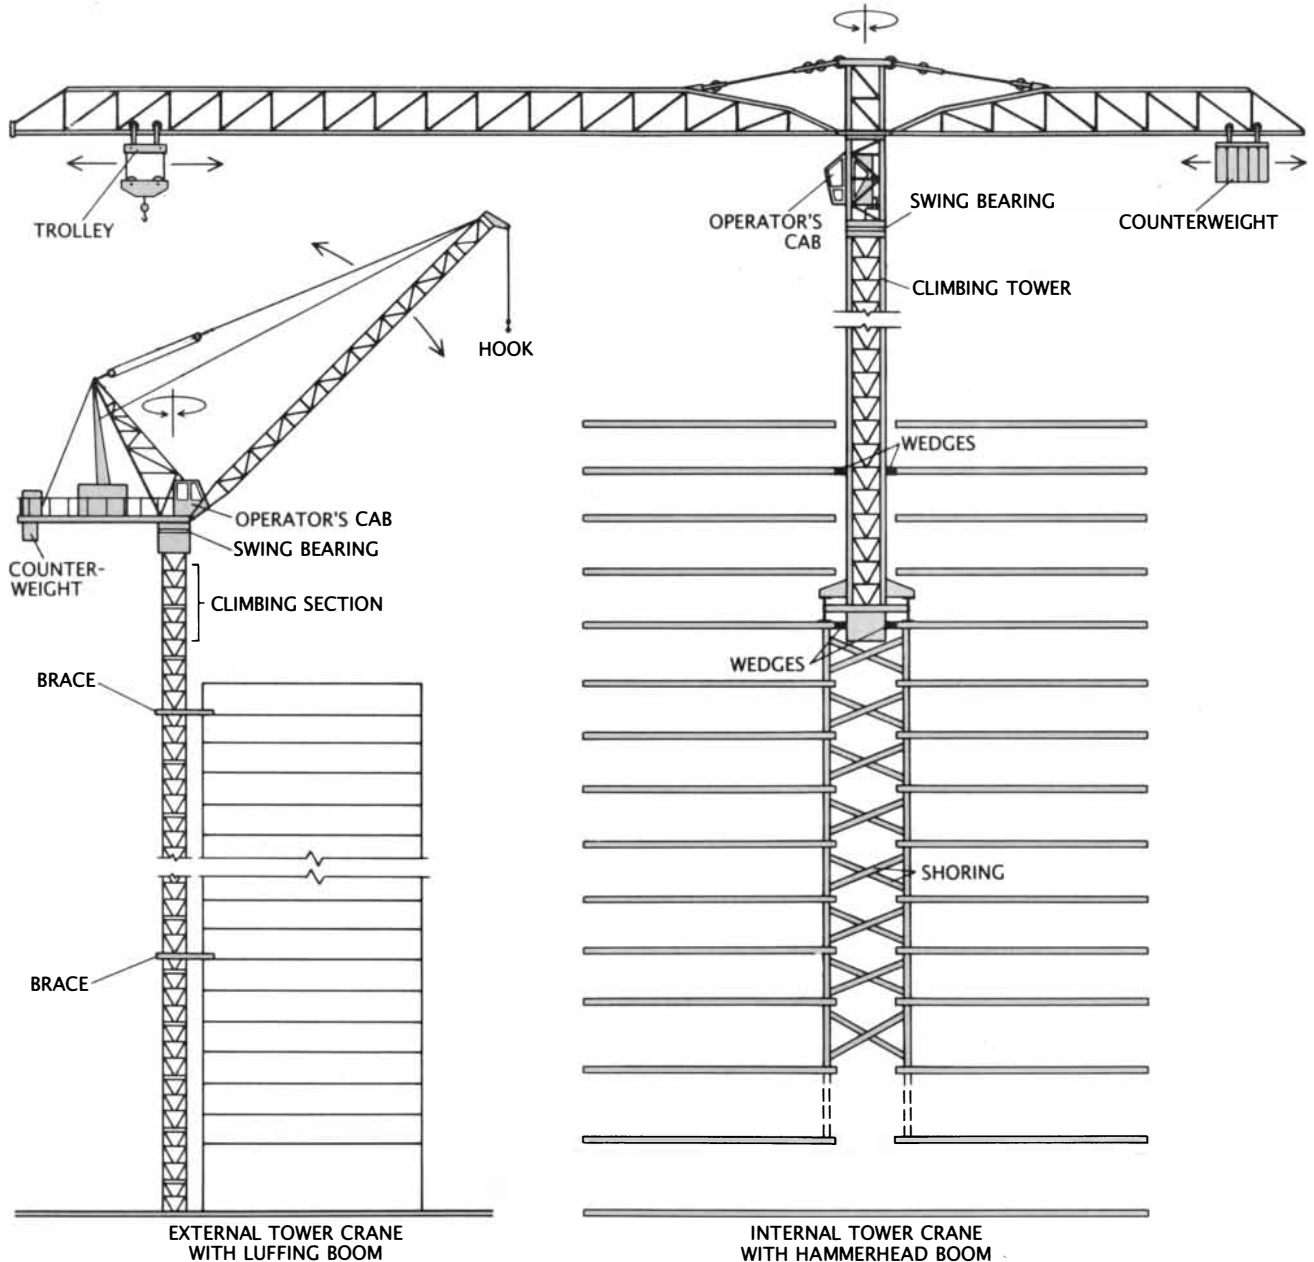 TROLLEY
OPERATOR'S
CAB
SWING BEARING
COUNTERWEIGHT
CLIMBING TOWER
HOOK
WEDGES
OPERATOR'S CAB
SWING BEARING
COUNTER-
WEIGHT
CLIMBING SECTION
WEDGES
BRACE
SHORING
BRACE
EXTERNAL TOWER CRANE
WITH LUFFING BOOM
INTERNAL TOWER CRANE
WITH HAMMERHEAD BOOM